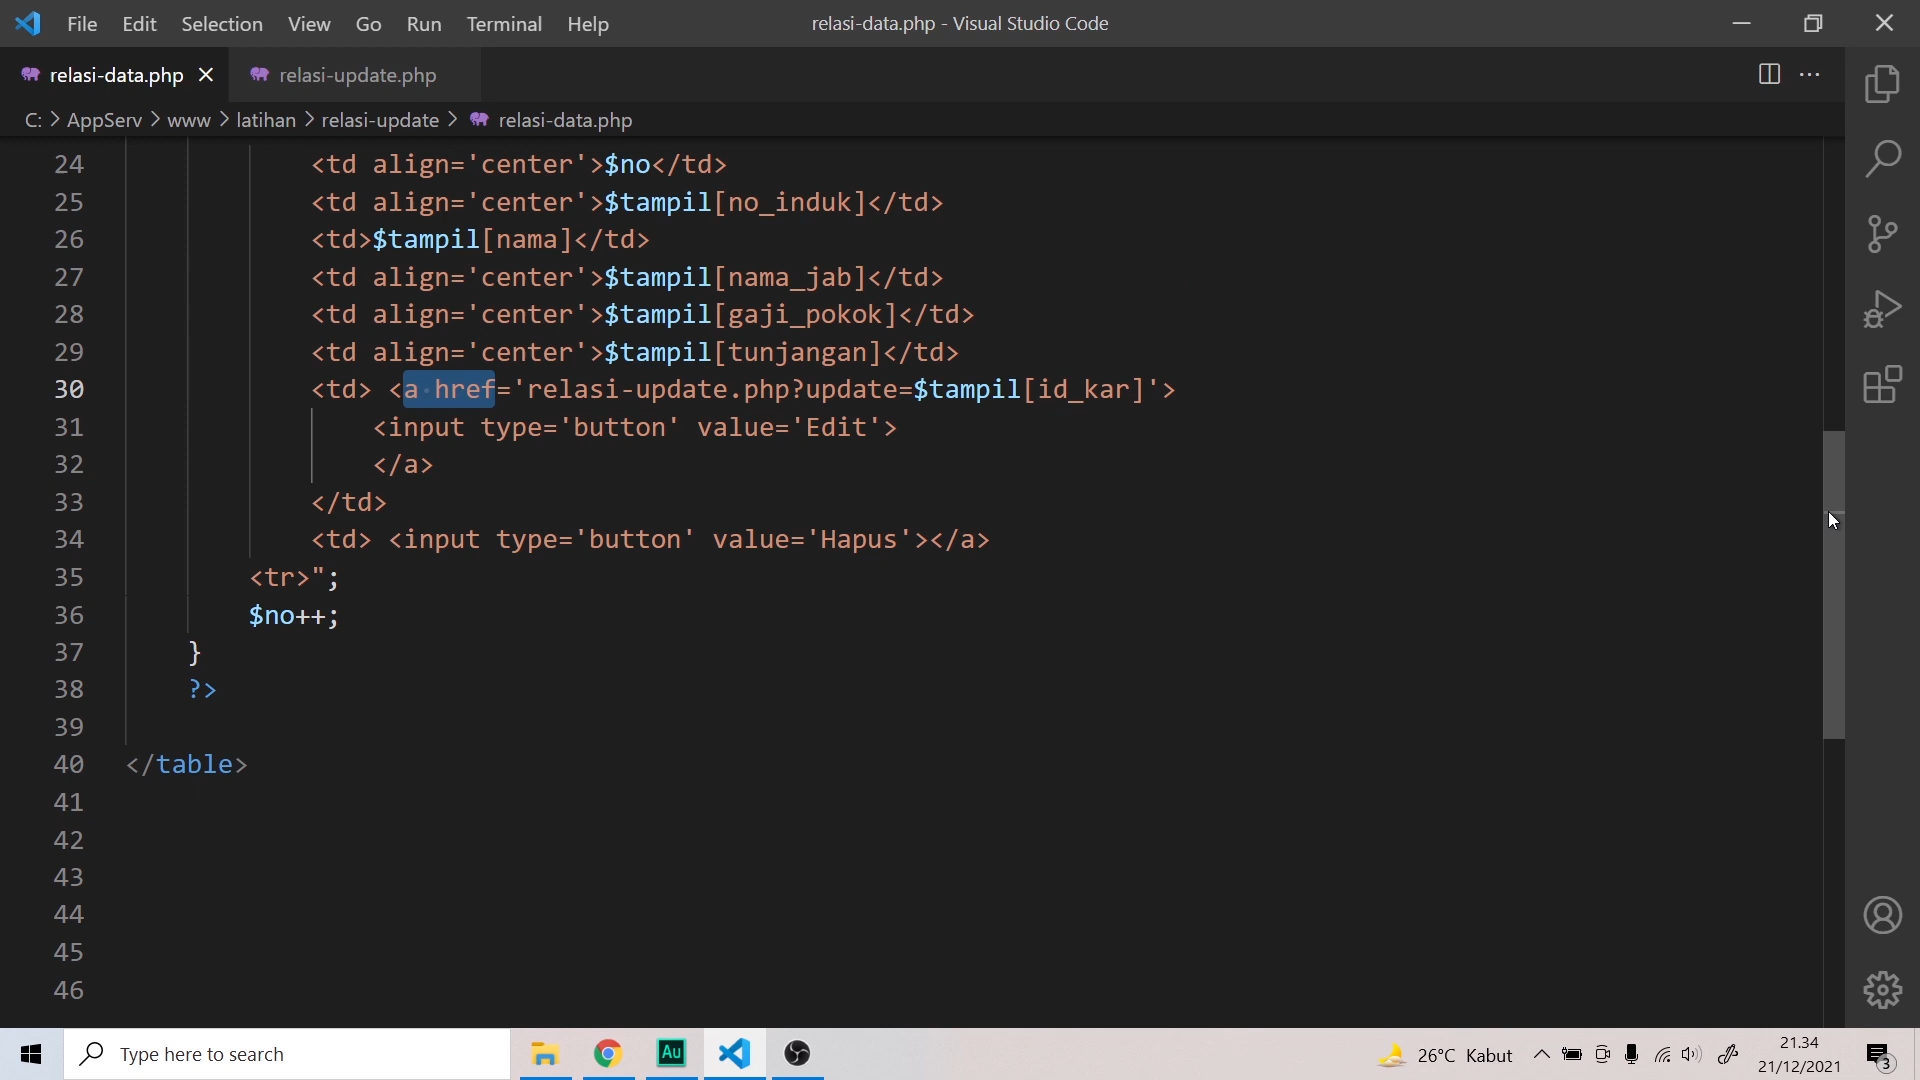 File Edit Selection View Go Run Terminal Help relasi-data.php - Visual Studio Code
relasi-data.php relasi-update.php
C: > AppServ > www > latihan > relasi-update > relasi-data.php
24 <td align='center'>$no</td>
25 <td align='center'>$tampil[no_induk]</td>
26 <td>$tampil[nama]</td>
27 <td align='center'>$tampil[nama_jab]</td>
28 <td align='center'>$tampil[gaji_pokok]</td>
29 <td align='center'>$tampil[tunjangan]</td>
30 <td> <a href='relasi-update.php?update=$tampil[id_kar]'>
31 <input type='button' value='Edit'>
32 </a>
33 </td>
34 <td> <input type='button' value='Hapus'></a>
35 <tr>";
36 $no++;
37 }
38 ?>
39
40 </table>
41
42
43
44
45
46
Type here to search Au 26°C Kabut 21.34
21/12/2021 3